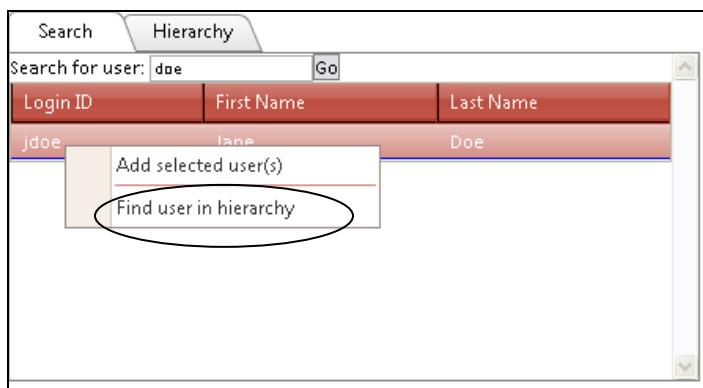 Search Hierarchy
Search for user: doe Go
Login ID First Name Last Name
jdoe Jane Doe
Add selected user(s)
Find user in hierarchy